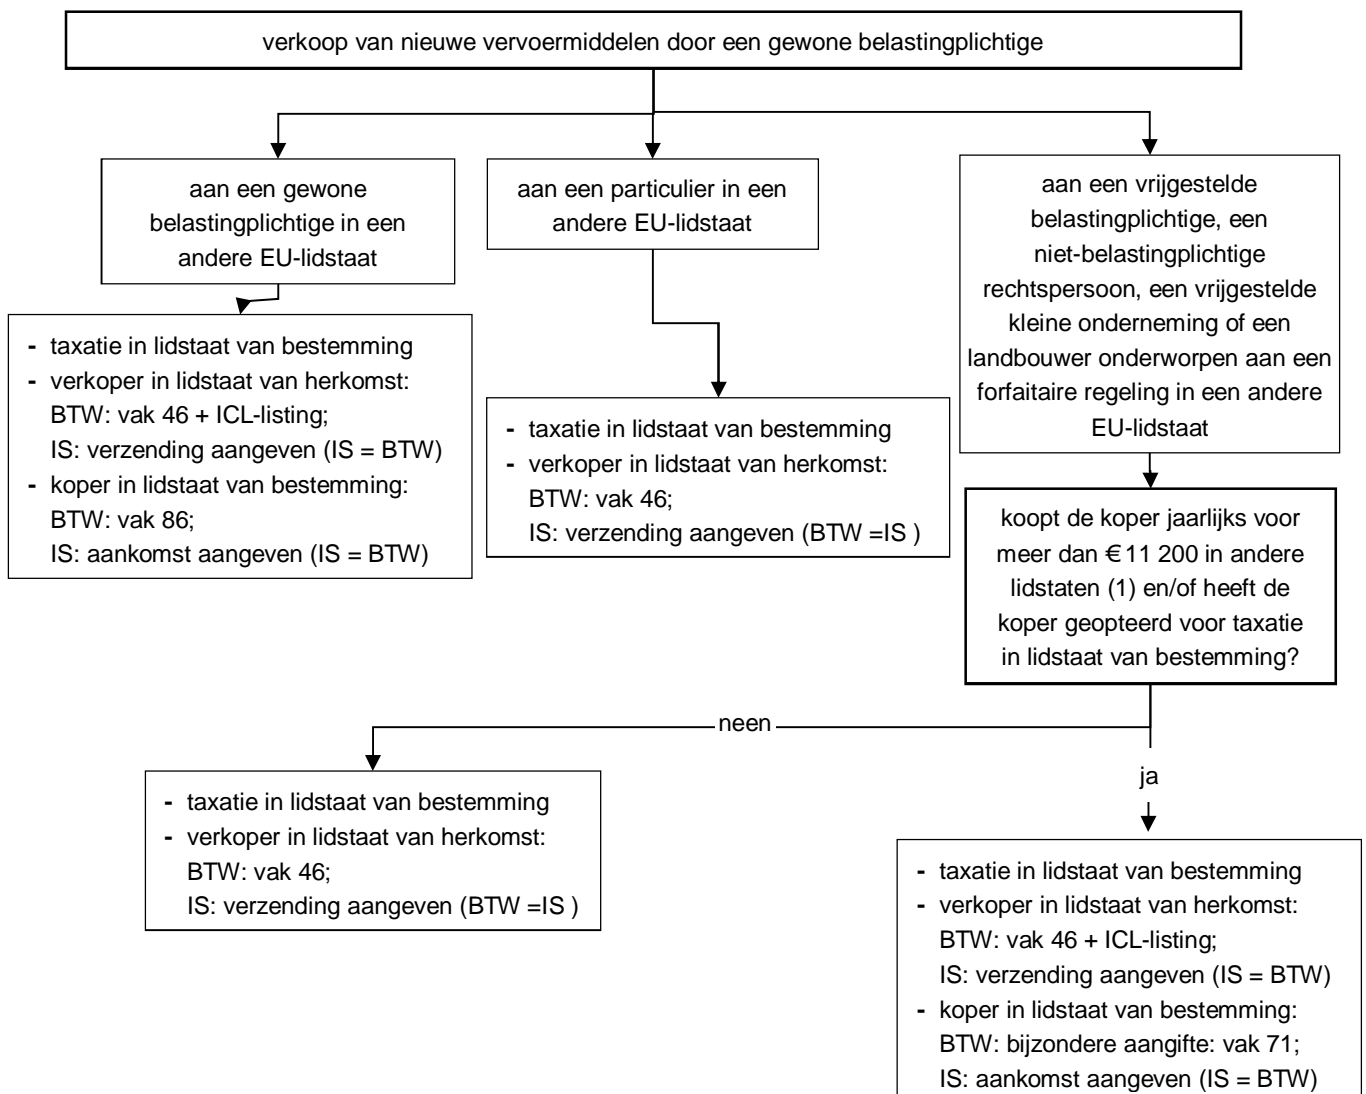 verkoop van nieuwe vervoermiddelen door een gewone belastingplichtige
aan een gewone
belastingplichtige in een
andere EU-lidstaat
aan een particulier in een
andere EU-lidstaat
aan een vrijgestelde
belastingplichtige, een
niet-belastingplichtige
rechtspersoon, een vrijgestelde
kleine onderneming of een
landbouwer onderworpen aan een
forfaitaire regeling in een andere
EU-lidstaat
- taxatie in lidstaat van bestemming
- verkoper in lidstaat van herkomst:
BTW: vak 46 + ICL-listing;
IS: verzending aangeven (IS = BTW)
- koper in lidstaat van bestemming:
BTW: vak 86;
IS: aankomst aangeven (IS = BTW)
- taxatie in lidstaat van bestemming
- verkoper in lidstaat van herkomst:
BTW: vak 46;
IS: verzending aangeven (BTW =IS )
koopt de koper jaarlijks voor
meer dan € 11 200 in andere
lidstaten (1) en/of heeft de
koper geopteerd voor taxatie
in lidstaat van bestemming?
neen
ja
- taxatie in lidstaat van bestemming
- verkoper in lidstaat van herkomst:
BTW: vak 46;
IS: verzending aangeven (BTW =IS )
- taxatie in lidstaat van bestemming
- verkoper in lidstaat van herkomst:
BTW: vak 46 + ICL-listing;
IS: verzending aangeven (IS = BTW)
- koper in lidstaat van bestemming:
BTW: bijzondere aangifte: vak 71;
IS: aankomst aangeven (IS = BTW)